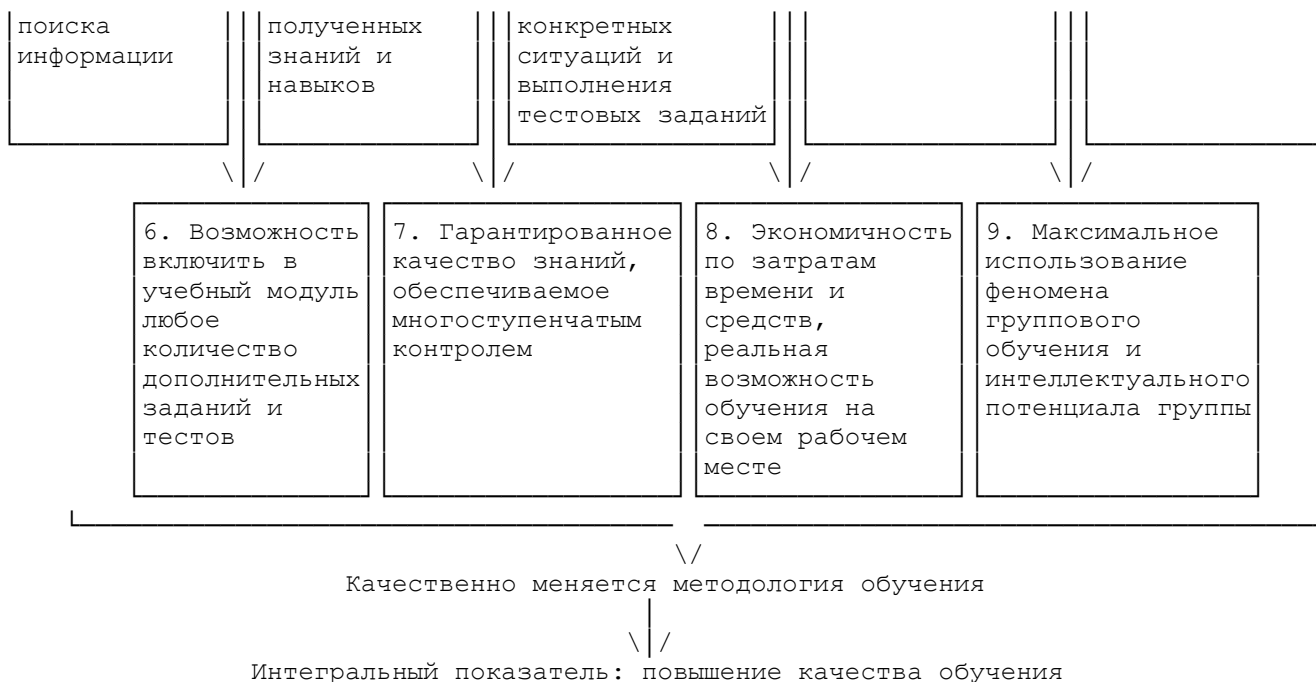 поиска
информации
полученных
знаний и
навыков
конкретных
ситуаций и
выполнения
тестовых заданий
6. Возможность
включить в
учебный модуль
любое
количество
дополнительных
заданий и
тестов
7. Гарантированное
качество знаний,
обеспечиваемое
многоступенчатым
контролем
8. Экономичность
по затратам
времени и
средств,
реальная
возможность
обучения на
своем рабочем
месте
9. Максимальное
использование
феномена
группового
обучения и
интеллектуального
потенциала группы
Качественно меняется методология обучения
Интегральный показатель: повышение качества обучения